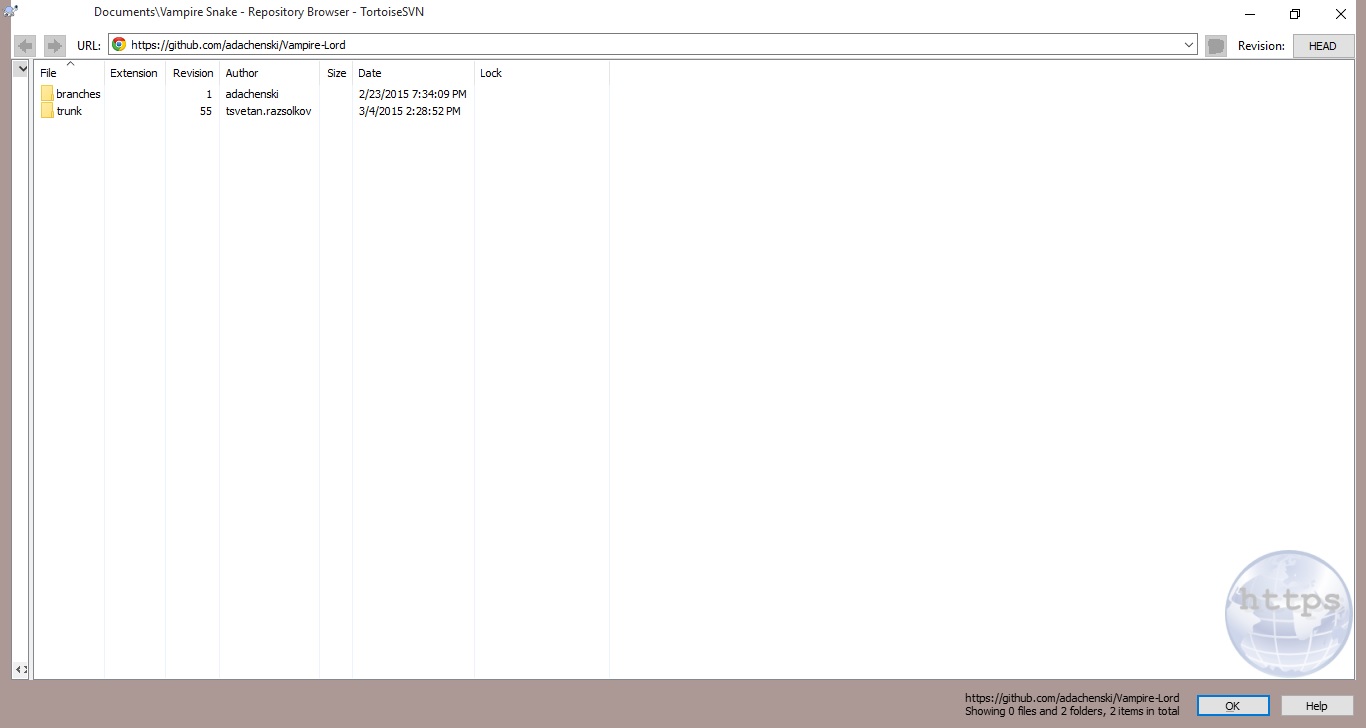 Documents\Vampire Snake - Repository Browser - TortoiseSVN
URL: https://github.com/adachenski/Vampire-Lord Revision: HEAD
File Extension Revision Author Size Date Lock
branches 1 adachenski 2/23/2015 7:34:09 PM
trunk 55 tsvetan.razsolkov 3/4/2015 2:28:52 PM
https
https://github.com/adachenski/Vampire-Lord
Showing 0 files and 2 folders, 2 items in total
OK Help